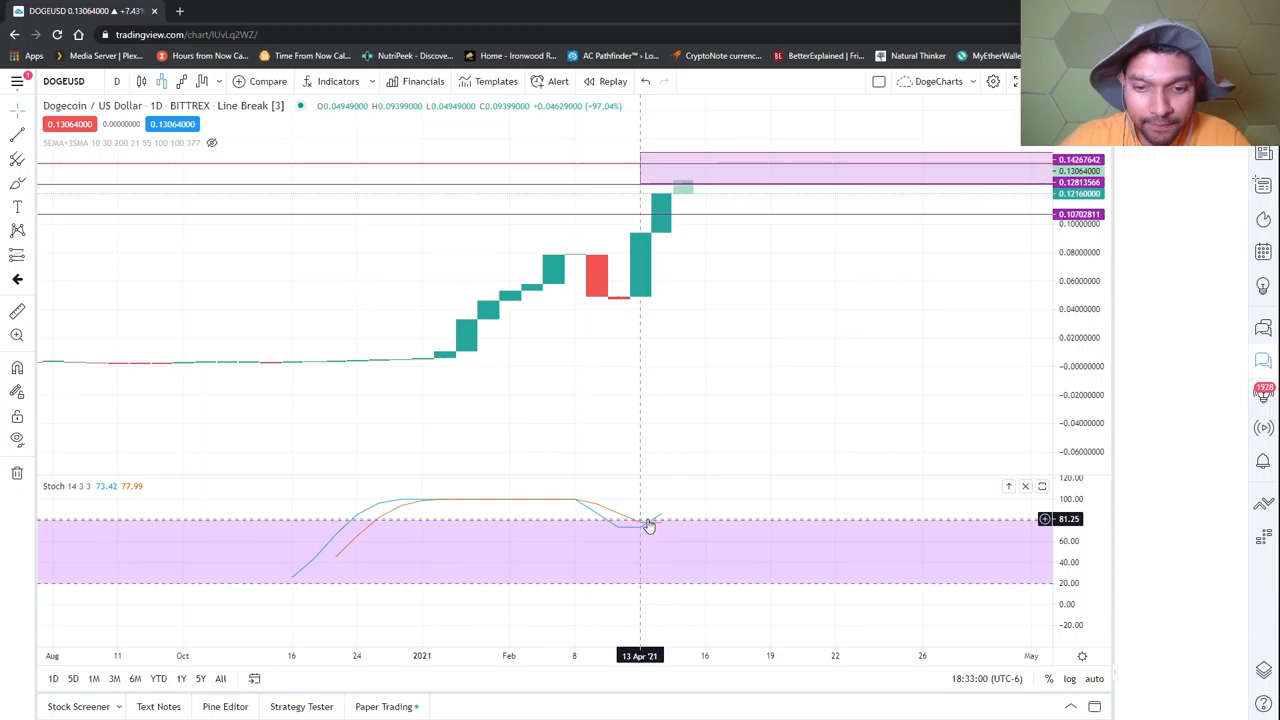 DOGEUSD 0.13064000 ▲ +7.43% × +
tradingview.com/chart/IUvLq2WZ/
Apps Media Server | Plex... Hours from Now Cal... Time From Now Cal... NutriPeek - Discove... Home - Ironwood R... AC Pathfinder™ › Lo... CryptoNote currenc... BetterExplained | Fri... Natural Thinker MyEtherWalle
DOGEUSD D Compare Indicators Financials Templates Alert Replay DogeCharts
Dogecoin / US Dollar · 1D · BITTREX · Line Break [3] O0.04949000 H0.09399000 L0.04949000 C0.09399000 +0.04629000 (+97.04%)
0.13064000 0.00000000 0.13064000
5EMA+3SMA 10 30 200 21 55 100 100 377
0.14267642
0.13064000
0.12813566
0.12160000
0.10702811
0.10000000
0.08000000
0.06000000
0.04000000
0.02000000
−0.00000000
−0.02000000
−0.04000000
−0.06000000
1928
Stoch 14 3 3 73.42 77.99
120.00
100.00
81.25
60.00
40.00
20.00
0.00
−20.00
Aug 11 Oct 16 24 2021 Feb 8 13 Apr '21 16 19 22 26 May
1D 5D 1M 3M 6M YTD 1Y 5Y All 18:33:00 (UTC-6) % log auto
Stock Screener Text Notes Pine Editor Strategy Tester Paper Trading